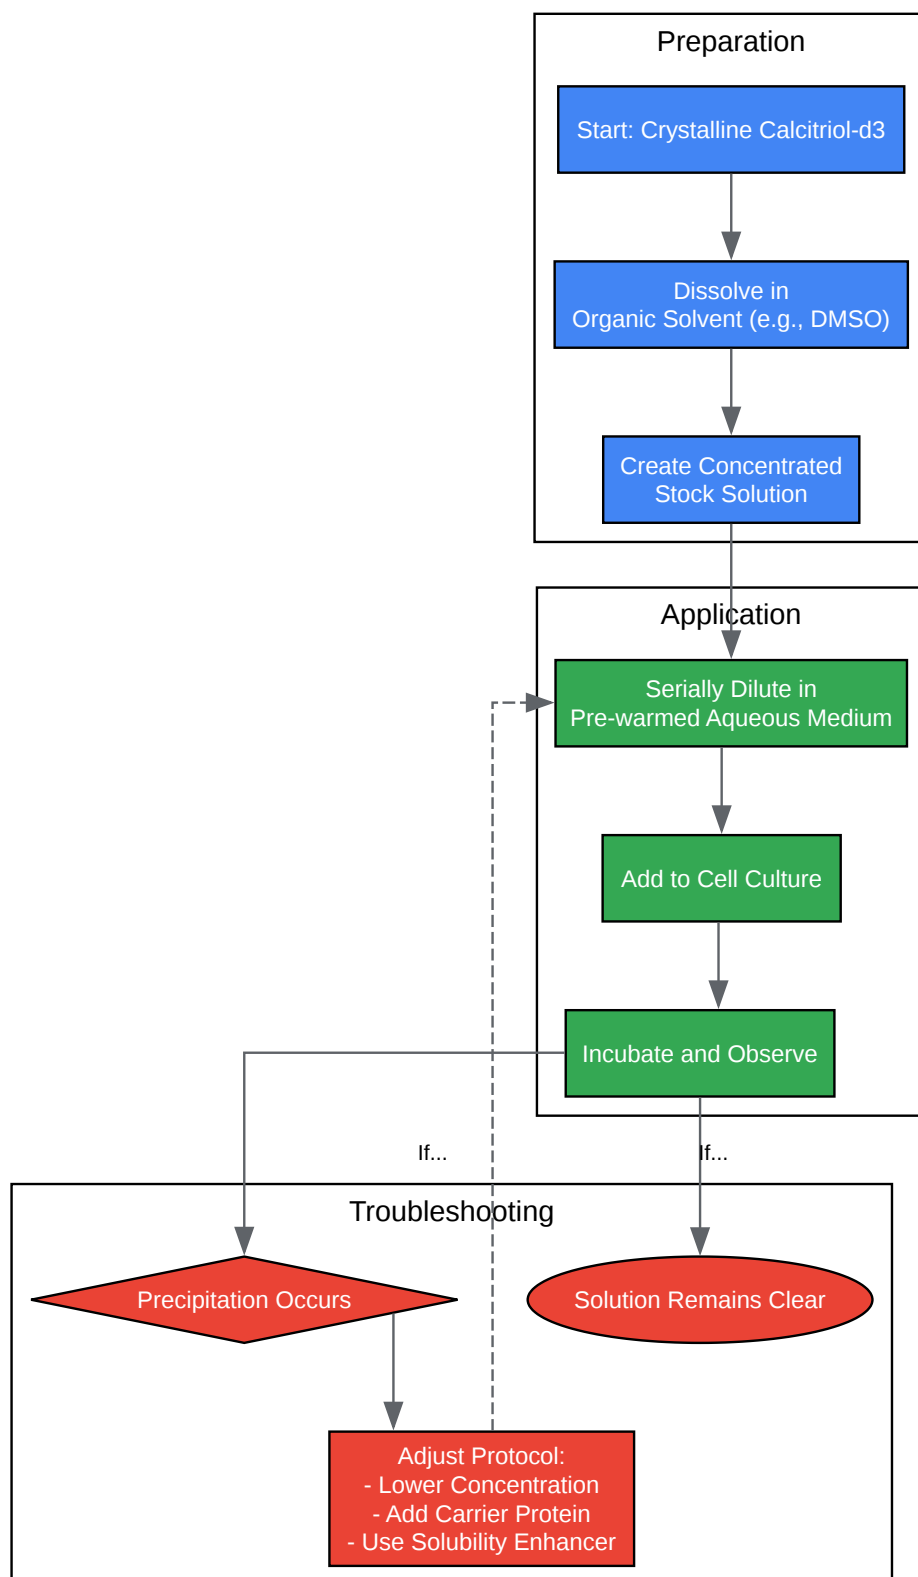 Preparation
Start: Crystalline Calcitriol-d3
Dissolve in
Organic Solvent (e.g., DMSO)
Create Concentrated
Stock Solution
Application
Serially Dilute in
Pre-warmed Aqueous Medium
Add to Cell Culture
Incubate and Observe
If...
If...
Troubleshooting
Precipitation Occurs
Solution Remains Clear
Adjust Protocol:
- Lower Concentration
- Add Carrier Protein
- Use Solubility Enhancer